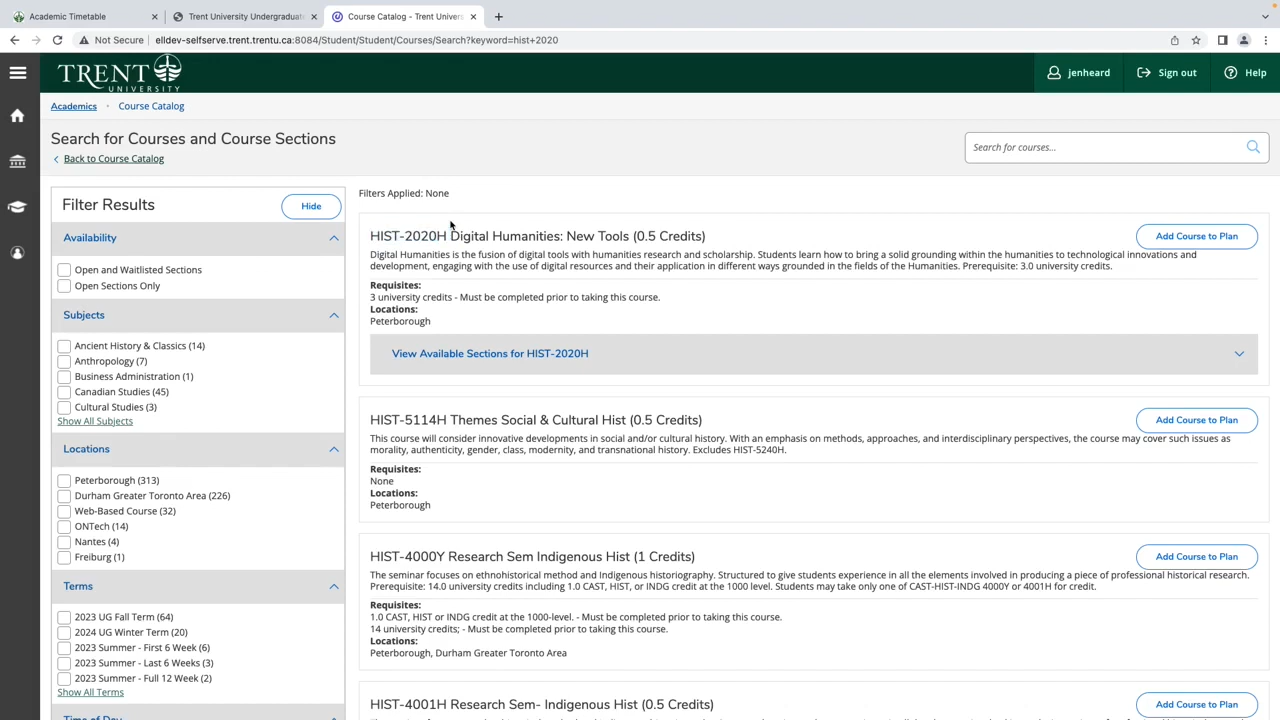 Academic Timetable
Trent University Undergraduate
Course Catalog - Trent Univers
Not Secure
elldev-selfserve.trent.trentu.ca:8084/Student/Student/Courses/Search?keyword=hist+2020
TRENT UNIVERSITY
jenheard
Sign out
Help
Academics · Course Catalog
Search for Courses and Course Sections
Back to Course Catalog
Search for courses...
Filter Results
Hide
Availability
Open and Waitlisted Sections
Open Sections Only
Subjects
Ancient History & Classics (14)
Anthropology (7)
Business Administration (1)
Canadian Studies (45)
Cultural Studies (3)
Show All Subjects
Locations
Peterborough (313)
Durham Greater Toronto Area (226)
Web-Based Course (32)
ONTech (14)
Nantes (4)
Freiburg (1)
Terms
2023 UG Fall Term (64)
2024 UG Winter Term (20)
2023 Summer - First 6 Week (6)
2023 Summer - Last 6 Weeks (3)
2023 Summer - Full 12 Week (2)
Show All Terms
Time of Day
Filters Applied: None
HIST-2020H Digital Humanities: New Tools (0.5 Credits)
Add Course to Plan
Digital Humanities is the fusion of digital tools with humanities research and scholarship. Students learn how to bring a solid grounding within the humanities to technological innovations and
development, engaging with the use of digital resources and their application in different ways grounded in the fields of the Humanities. Prerequisite: 3.0 university credits.
Requisites:
3 university credits - Must be completed prior to taking this course.
Locations:
Peterborough
View Available Sections for HIST-2020H
HIST-5114H Themes Social & Cultural Hist (0.5 Credits)
Add Course to Plan
This course will consider innovative developments in social and/or cultural history. With an emphasis on methods, approaches, and interdisciplinary perspectives, the course may cover such issues as
morality, authenticity, gender, class, modernity, and transnational history. Excludes HIST-5240H.
Requisites:
None
Locations:
Peterborough
HIST-4000Y Research Sem Indigenous Hist (1 Credits)
Add Course to Plan
The seminar focuses on ethnohistorical method and Indigenous historiography. Structured to give students experience in all the elements involved in producing a piece of professional historical research.
Prerequisite: 14.0 university credits including 1.0 CAST, HIST, or INDG credit at the 1000 level. Students may take only one of CAST-HIST-INDG 4000Y or 4001H for credit.
Requisites:
1.0 CAST, HIST or INDG credit at the 1000-level. - Must be completed prior to taking this course.
14 university credits; - Must be completed prior to taking this course.
Locations:
Peterborough, Durham Greater Toronto Area
HIST-4001H Research Sem- Indigenous Hist (0.5 Credits)
Add Course to Plan